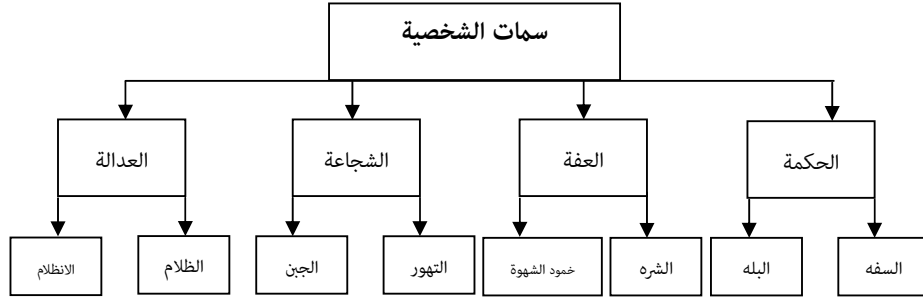 سمات الشخصية
الحكمة
العفة
الشجاعة
العدالة
السفه
البله
الشره
خمود الشهوة
التهور
الجبن
الظلام
الانظلام